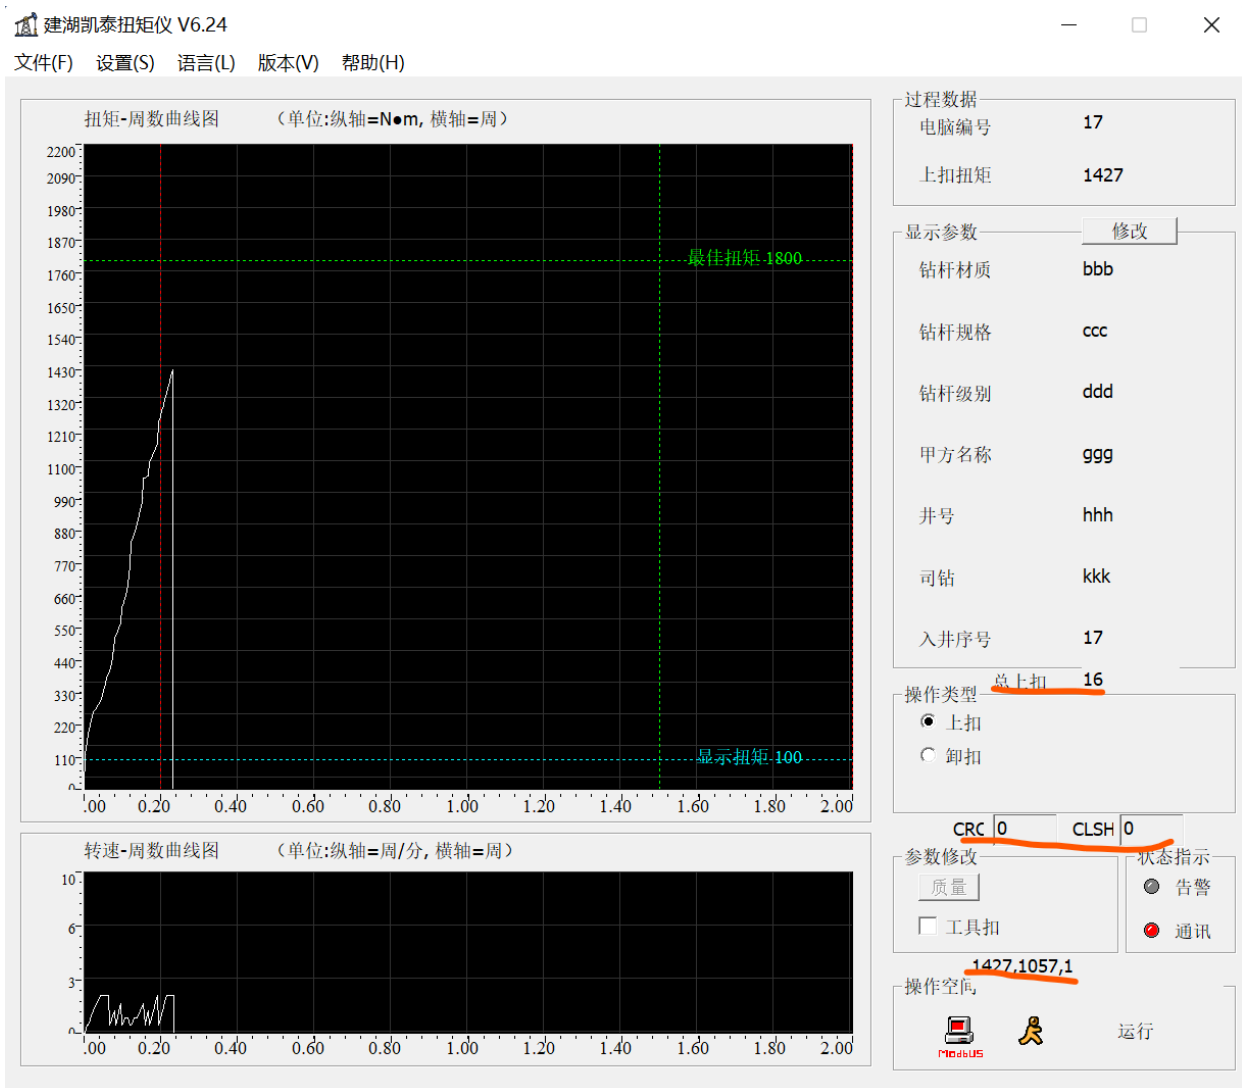 建湖凯泰扭矩仪 V6.24
文件(F) 设置(S) 语言(L) 版本(V) 帮助(H)
扭矩-周数曲线图 （单位:纵轴=N●m, 横轴=周）
2200
2090
1980
1870
1760
1650
1540
1430
1320
1210
1100
990
880
770
660
550
440
330
220
110
0
最佳扭矩 1800
显示扭矩 100
.00 0.20 0.40 0.60 0.80 1.00 1.20 1.40 1.60 1.80 2.00
转速-周数曲线图 （单位:纵轴=周/分, 横轴=周）
10
6
3
0
.00 0.20 0.40 0.60 0.80 1.00 1.20 1.40 1.60 1.80 2.00
过程数据
电脑编号 17
上扣扭矩 1427
显示参数 修改
钻杆材质 bbb
钻杆规格 ccc
钻杆级别 ddd
甲方名称 ggg
井号 hhh
司钻 kkk
入井序号 17
总上扣 16
操作类型
上扣
卸扣
CRC 0 CLSH 0
参数修改
质量
工具扣
状态指示
告警
通讯
1427,1057,1
操作空间
Modbus
运行